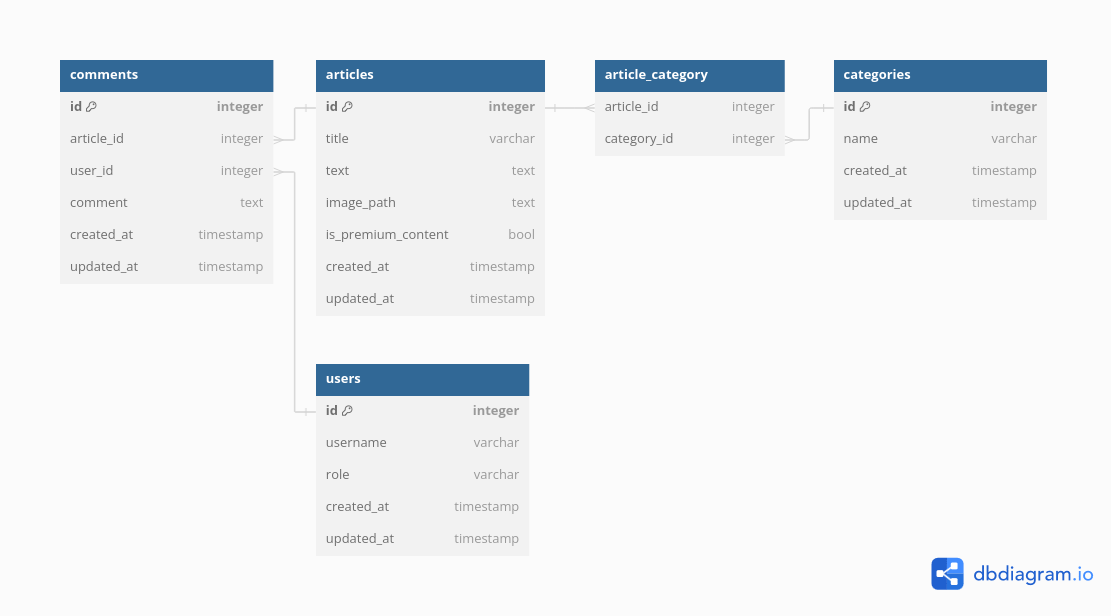 comments
id integer
article_id integer
user_id integer
comment text
created_at timestamp
updated_at timestamp
articles
id integer
title varchar
text text
image_path text
is_premium_content bool
created_at timestamp
updated_at timestamp
article_category
article_id integer
category_id integer
categories
id integer
name varchar
created_at timestamp
updated_at timestamp
users
id integer
username varchar
role varchar
created_at timestamp
updated_at timestamp
dbdiagram.io